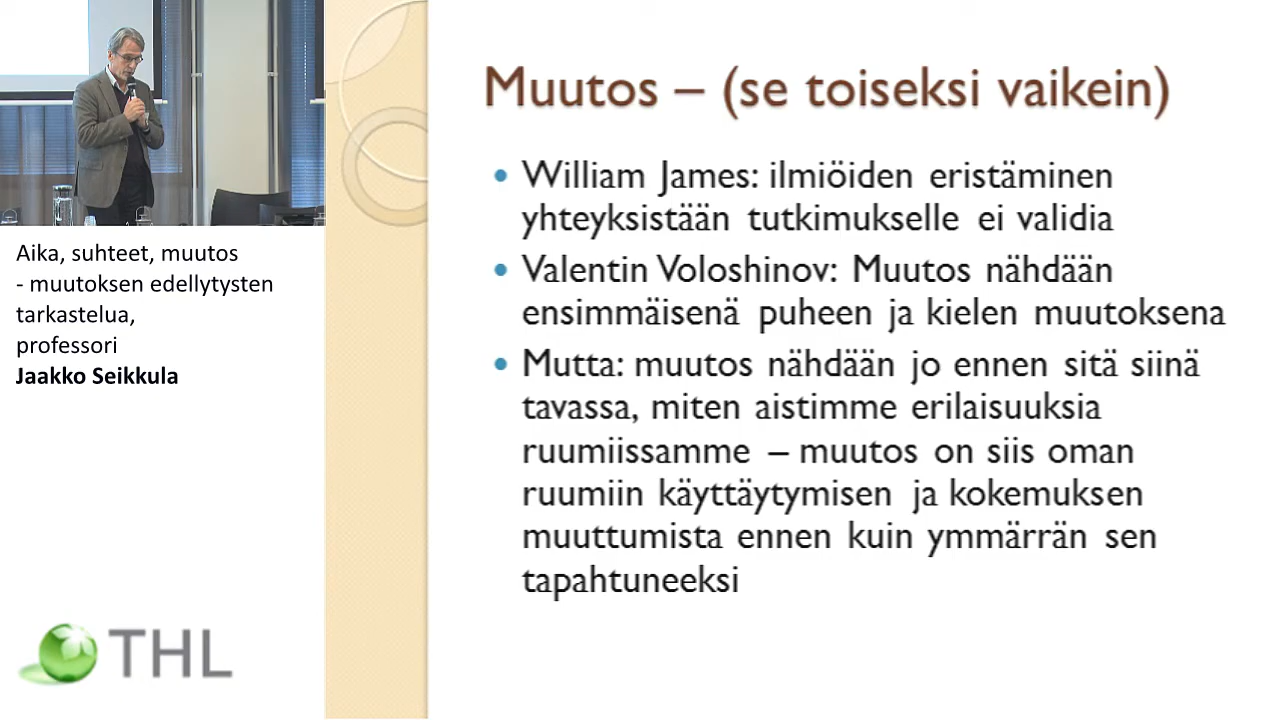 Aika, suhteet, muutos
- muutoksen edellytysten
tarkastelua,
professori
Jaakko Seikkula
THL
Muutos – (se toiseksi vaikein)
• William James: ilmiöiden eristäminen
yhteyksistään tutkimukselle ei validia
• Valentin Voloshinov: Muutos nähdään
ensimmäisenä puheen ja kielen muutoksena
• Mutta: muutos nähdään jo ennen sitä siinä
tavassa, miten aistimme erilaisuuksia
ruumiissamme – muutos on siis oman
ruumiin käyttäytymisen ja kokemuksen
muuttumista ennen kuin ymmärrän sen
tapahtuneeksi